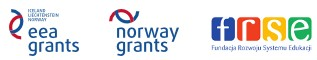 ICELAND
LIECHTENSTEIN
NORWAY
eea
grants
norway
grants
frse
Fundacja Rozwoju Systemu Edukacji